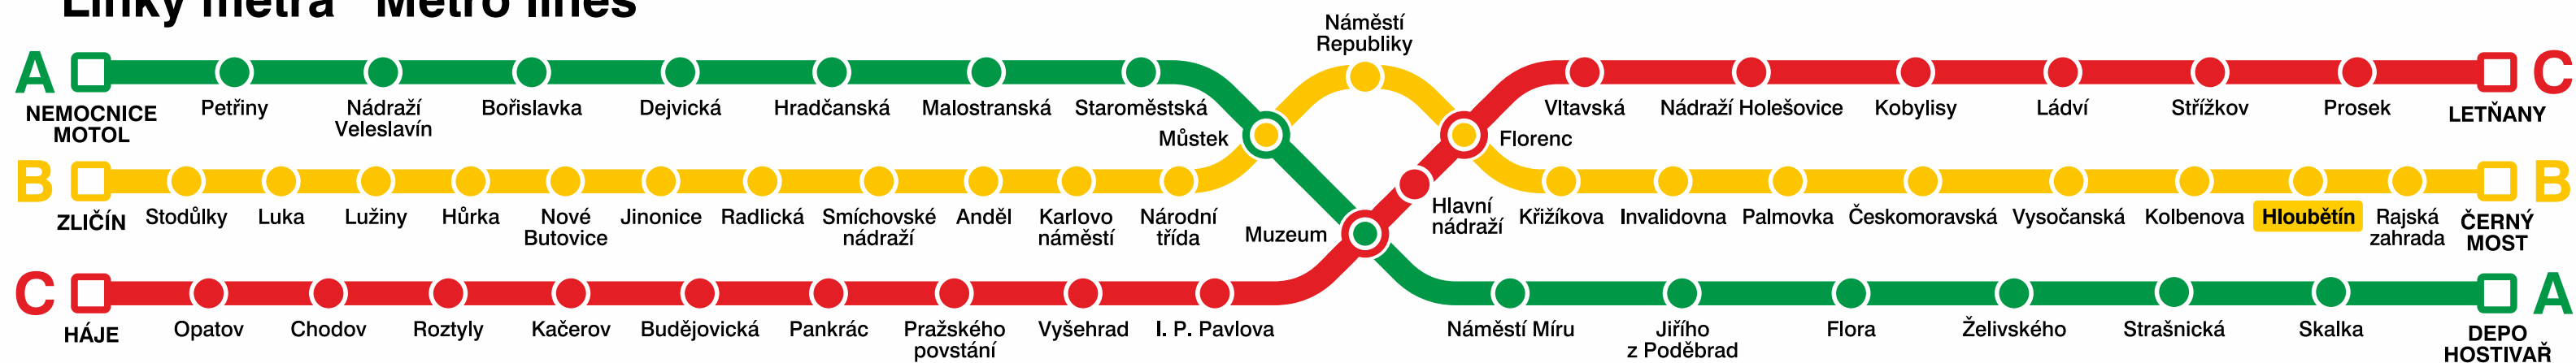 Linky metra Metro lines
Náměstí
Republiky
A
C
NEMOCNICE
MOTOL
Petřiny
Nádraží
Veleslavín
Bořislavka
Dejvická
Hradčanská
Malostranská
Staroměstská
Vltavská
Nádraží Holešovice
Kobylisy
Ládví
Střížkov
Prosek
LETŇANY
Můstek
Florenc
B
B
ZLIČÍN
Stodůlky
Luka
Lužiny
Hůrka
Nové
Butovice
Jinonice
Radlická
Smíchovské
nádraží
Anděl
Karlovo
náměstí
Národní
třída
Muzeum
Hlavní
nádraží
Křižíkova
Invalidovna
Palmovka
Českomoravská
Vysočanská
Kolbenova
Hloubětín
Rajská
zahrada
ČERNÝ
MOST
C
A
HÁJE
Opatov
Chodov
Roztyly
Kačerov
Budějovická
Pankrác
Pražského
povstání
Vyšehrad
I. P. Pavlova
Náměstí Míru
Jiřího
z Poděbrad
Flora
Želivského
Strašnická
Skalka
DEPO
HOSTIVAŘ